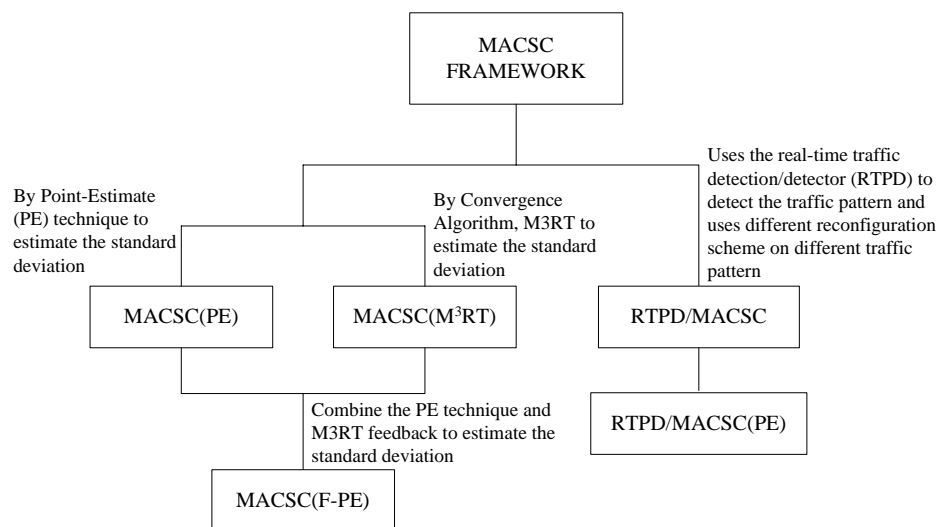 MACSC
FRAMEWORK
Uses the real-time traffic
detection/detector (RTPD) to
detect the traffic pattern and
uses different reconfiguration
scheme on different traffic
pattern
By Point-Estimate
(PE) technique to
estimate the standard
deviation
By Convergence
Algorithm, M3RT to
estimate the standard
deviation
MACSC(PE)
MACSC(M³RT)
RTPD/MACSC
Combine the PE technique and
M3RT feedback to estimate the
standard deviation
RTPD/MACSC(PE)
MACSC(F-PE)